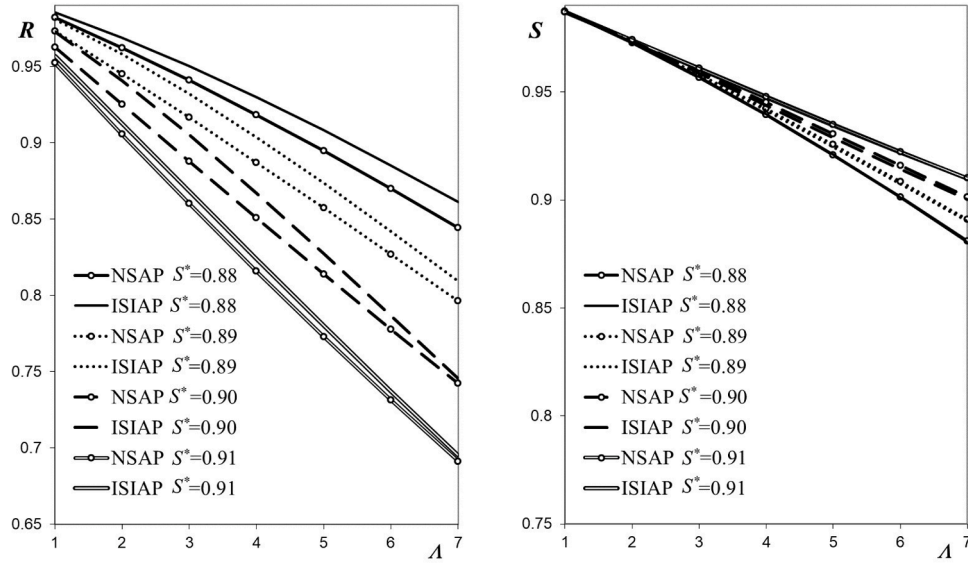 R
0.95
0.9
0.85
0.8
0.75
0.7
0.65
NSAP S*=0.88
ISIAP S*=0.88
NSAP S*=0.89
ISIAP S*=0.89
NSAP S*=0.90
ISIAP S*=0.90
NSAP S*=0.91
ISIAP S*=0.91
1 2 3 4 5 6 7
Λ
S
0.95
0.9
0.85
0.8
0.75
NSAP S*=0.88
ISIAP S*=0.88
NSAP S*=0.89
ISIAP S*=0.89
NSAP S*=0.90
ISIAP S*=0.90
NSAP S*=0.91
ISIAP S*=0.91
1 2 3 4 5 6 7
Λ